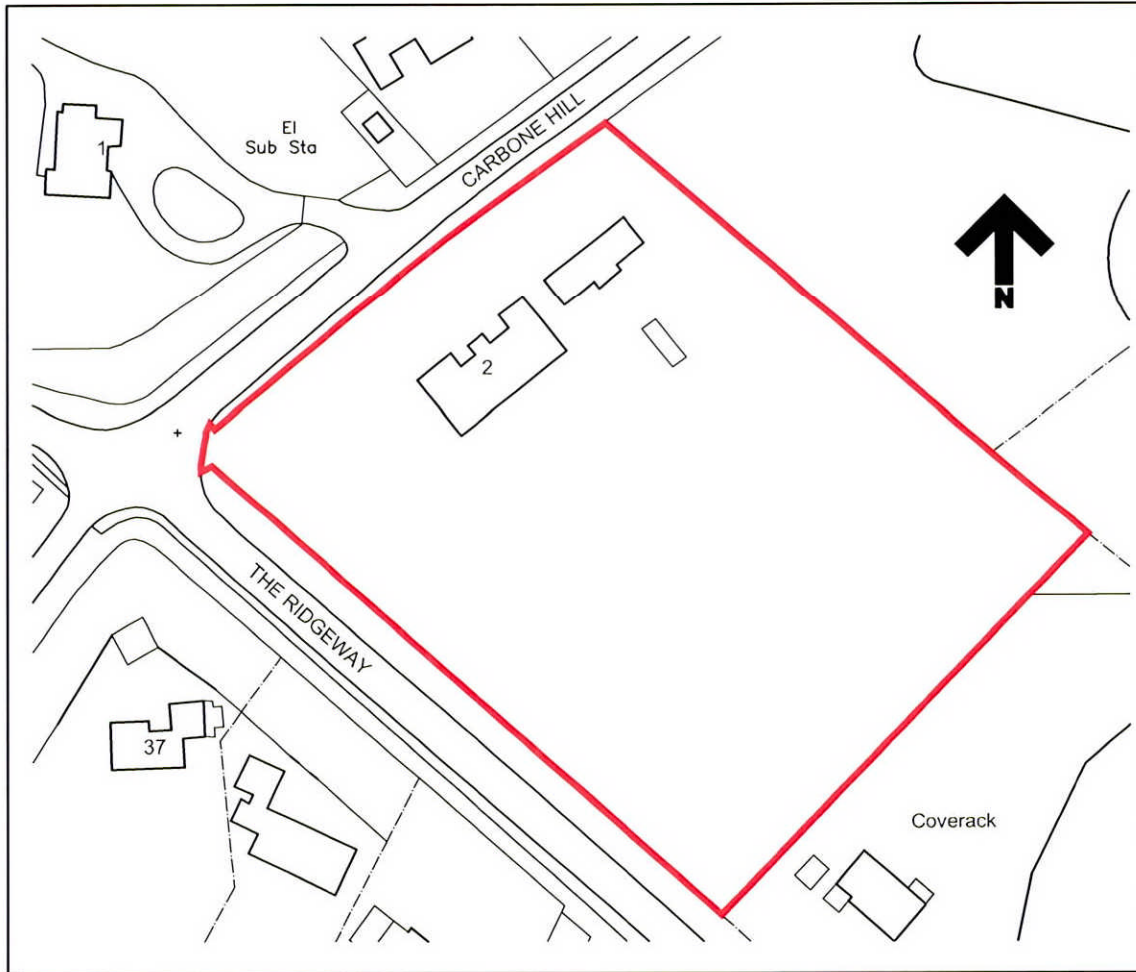 El
Sub Sta
1
CARBONE HILL
N
2
THE RIDGEWAY
37
Coverack